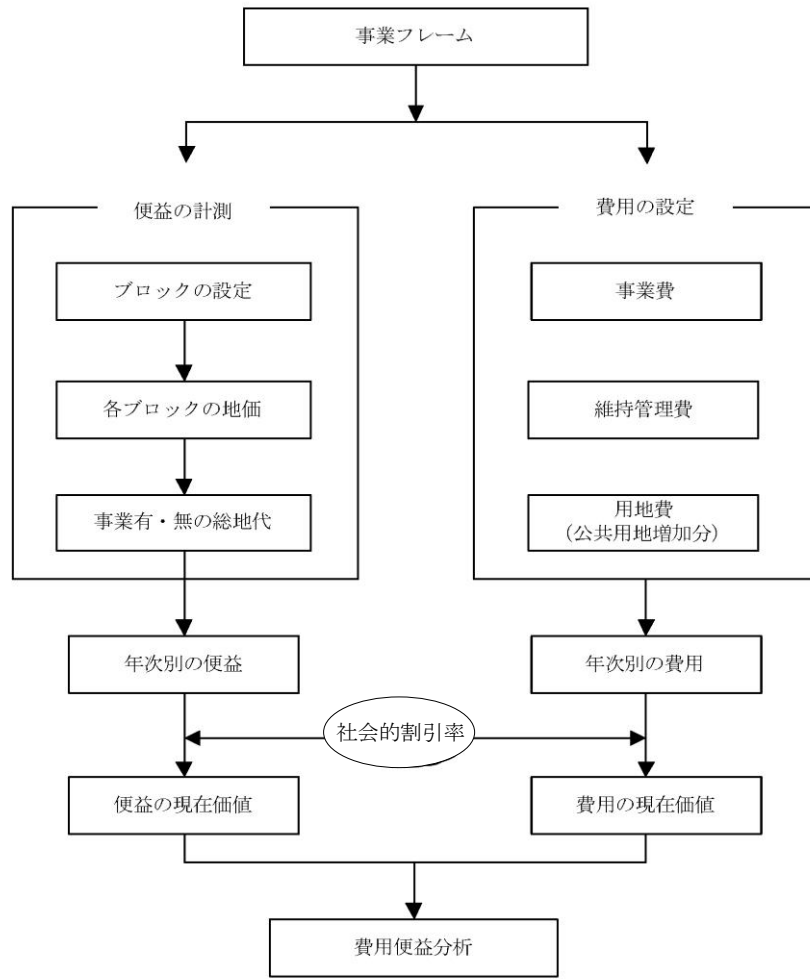 事業フレーム
便益の計測
ブロックの設定
各ブロックの地価
事業有・無の総地代
費用の設定
事業費
維持管理費
用地費
（公共用地増加分）
年次別の便益
年次別の費用
社会的割引率
便益の現在価値
費用の現在価値
費用便益分析